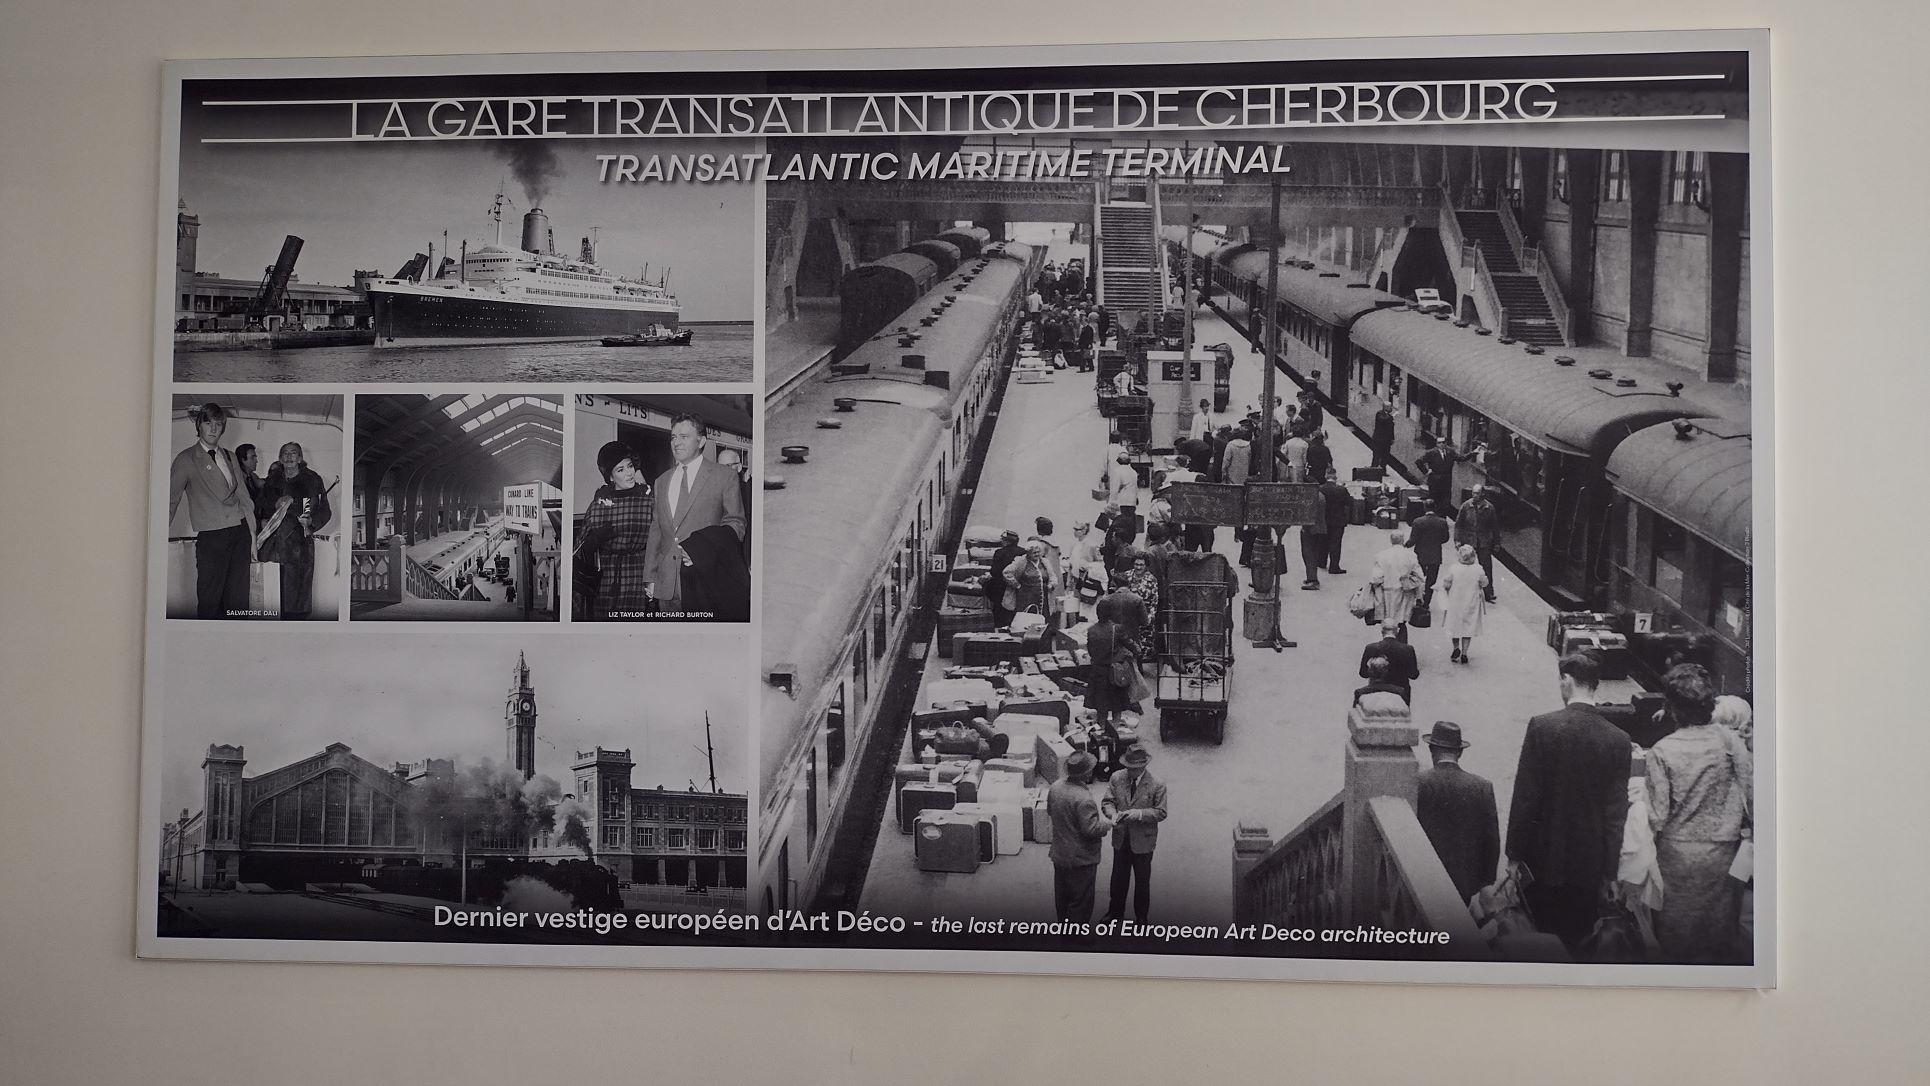 LA GARE TRANSATLANTIQUE DE CHERBOURG
TRANSATLANTIC MARITIME TERMINAL
BREMEN
SALVATORE DALI
CUNARD LINE
WAY TO TRAINS
NS - LITS
LIZ TAYLOR et RICHARD BURTON
21
7
Dernier vestige européen d'Art Déco - the last remains of European Art Deco architecture